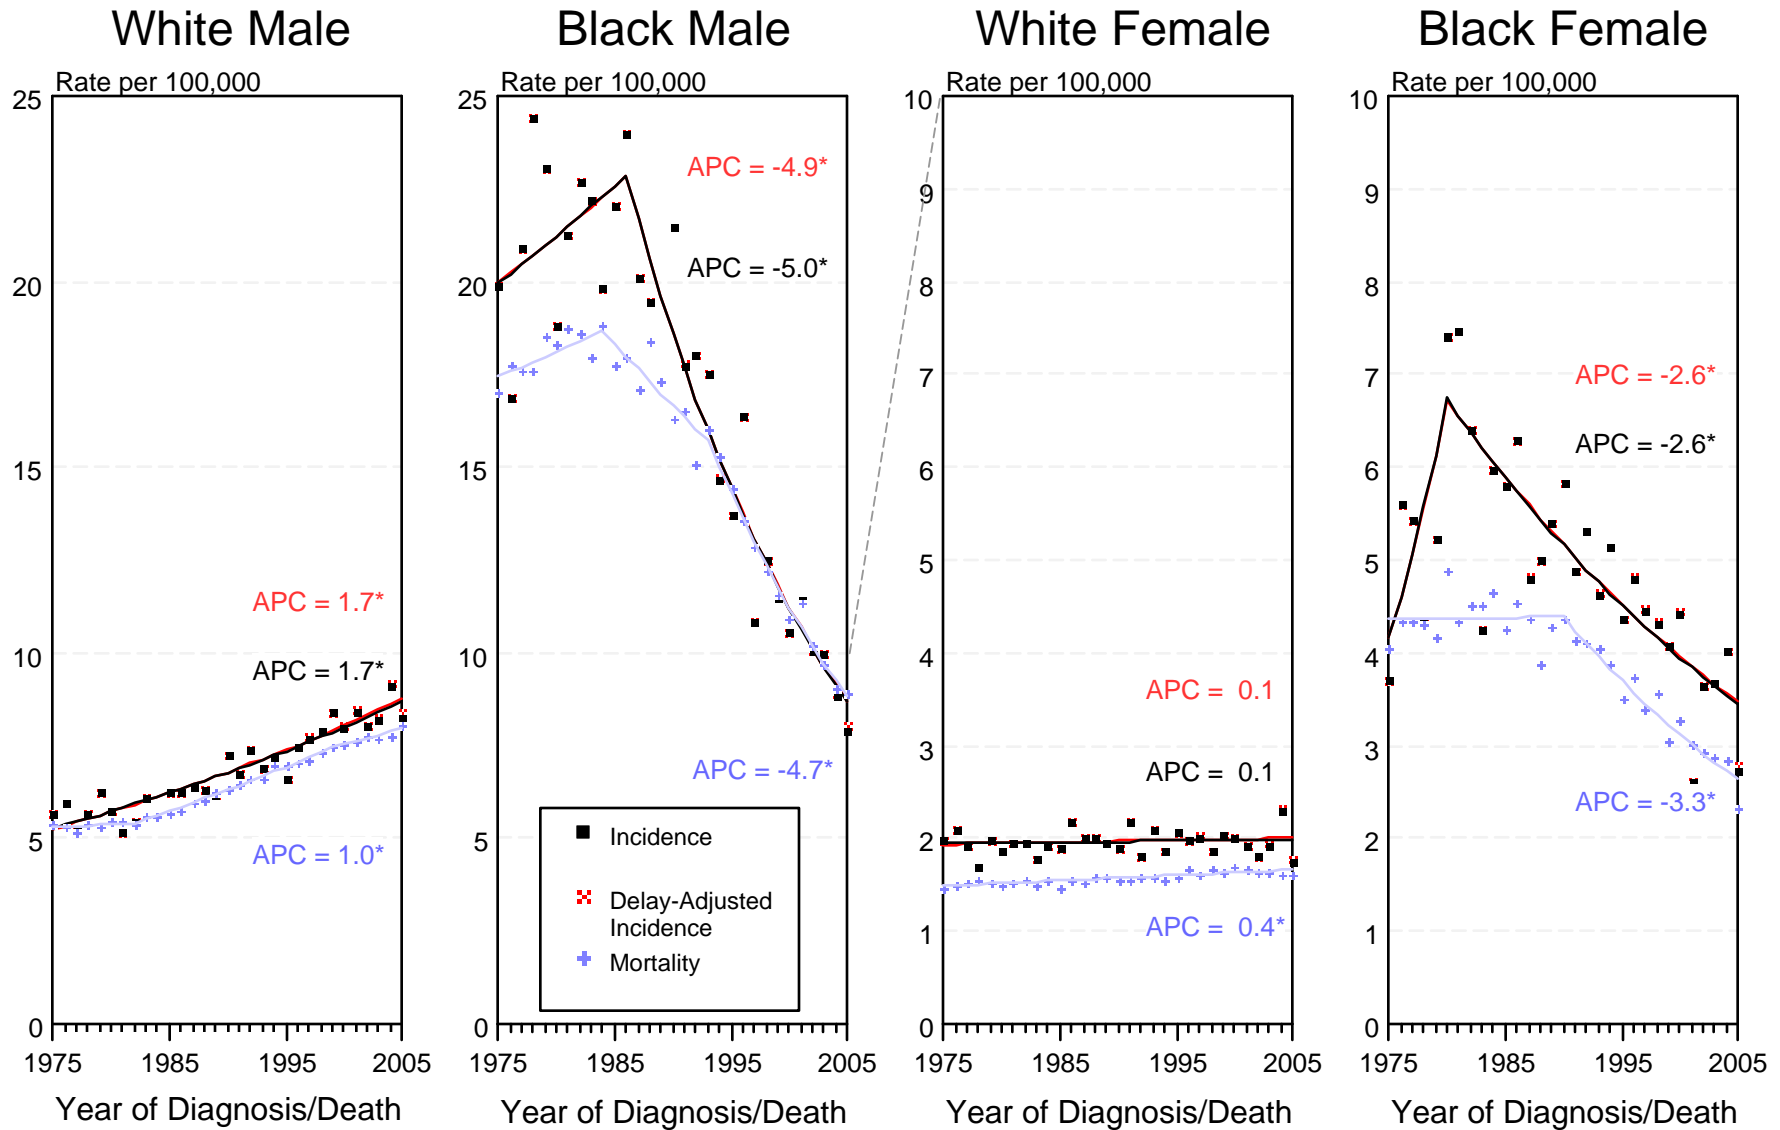 White Male
Black Male
White Female
Black Female
Rate per 100,000
Rate per 100,000
Rate per 100,000
Rate per 100,000
25
20
15
10
5
0
APC = 1.7*
APC = 1.7*
APC = 1.0*
1975
1985
1995
2005
Year of Diagnosis/Death
25
20
15
10
5
0
APC = -4.9*
APC = -5.0*
APC = -4.7*
Incidence
Delay-Adjusted
Incidence
Mortality
1975
1985
1995
2005
Year of Diagnosis/Death
10
9
8
7
6
5
4
3
2
1
0
APC = 0.1
APC = 0.1
APC = 0.4*
1975
1985
1995
2005
Year of Diagnosis/Death
10
9
8
7
6
5
4
3
2
1
0
APC = -2.6*
APC = -2.6*
APC = -3.3*
1975
1985
1995
2005
Year of Diagnosis/Death